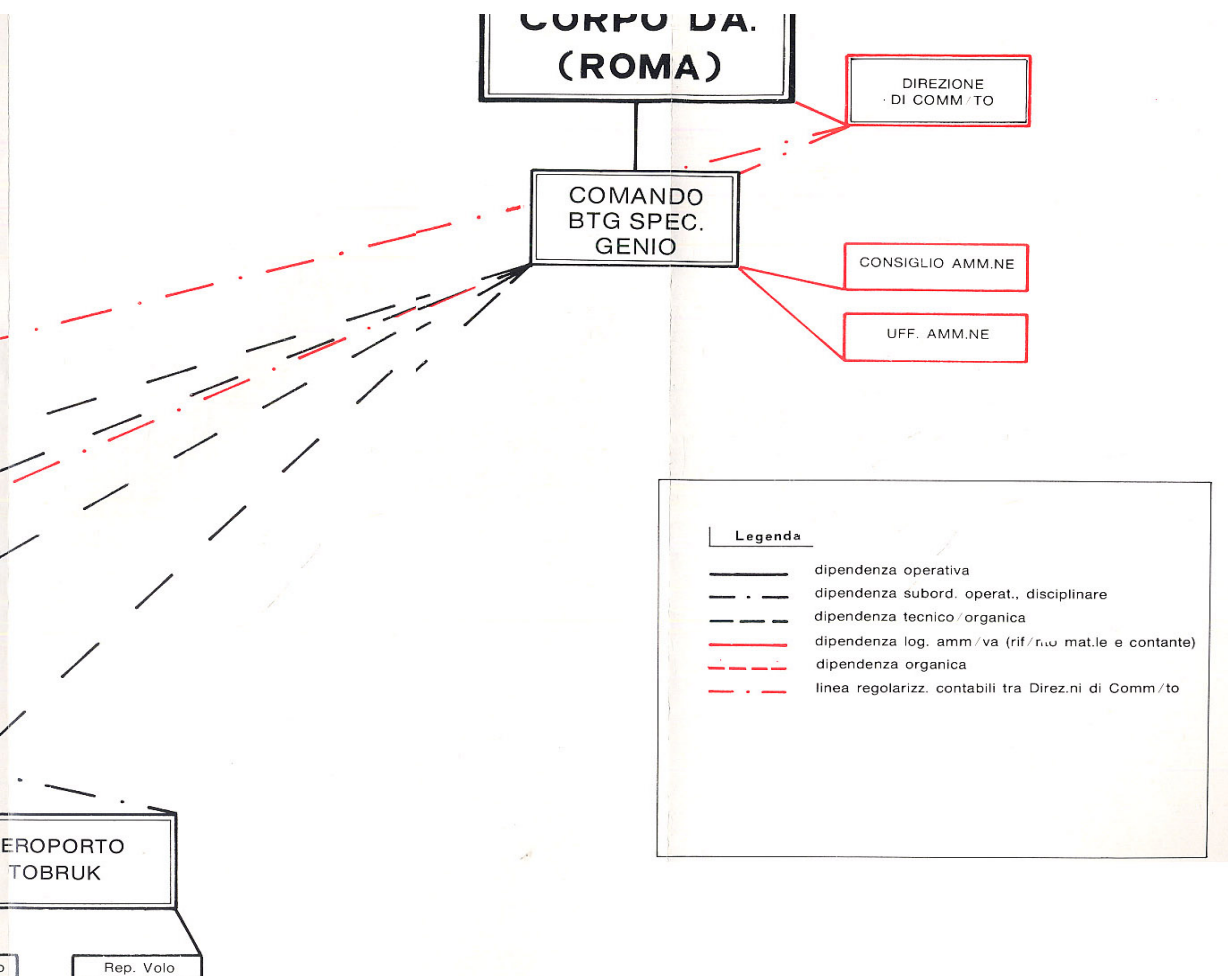 CORPO DA.
(ROMA)
DIREZIONE
DI COMM/TO
COMANDO
BTG SPEC.
GENIO
CONSIGLIO AMM.NE
UFF. AMM.NE
Legenda
dipendenza operativa
dipendenza subord. operat., disciplinare
dipendenza tecnico/organica
dipendenza log. amm/va (rif/nto mat.le e contante)
dipendenza organica
linea regolarizz. contabili tra Direz.ni di Comm/to
EROPORTO
TOBRUK
o
Rep. Volo